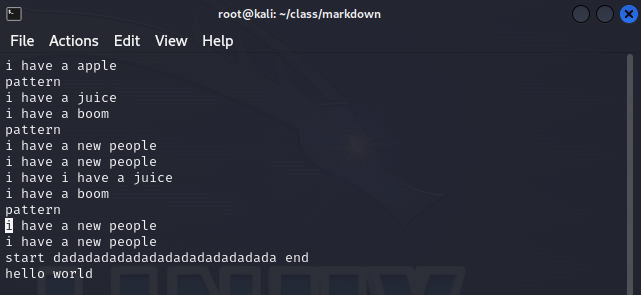 root@kali: ~/class/markdown
File Actions Edit View Help
i have a apple
pattern
i have a juice
i have a boom
pattern
i have a new people
i have a new people
i have i have a juice
i have a boom
pattern
i have a new people
i have a new people
start dadadadadadadadadadadadadada end
hello world